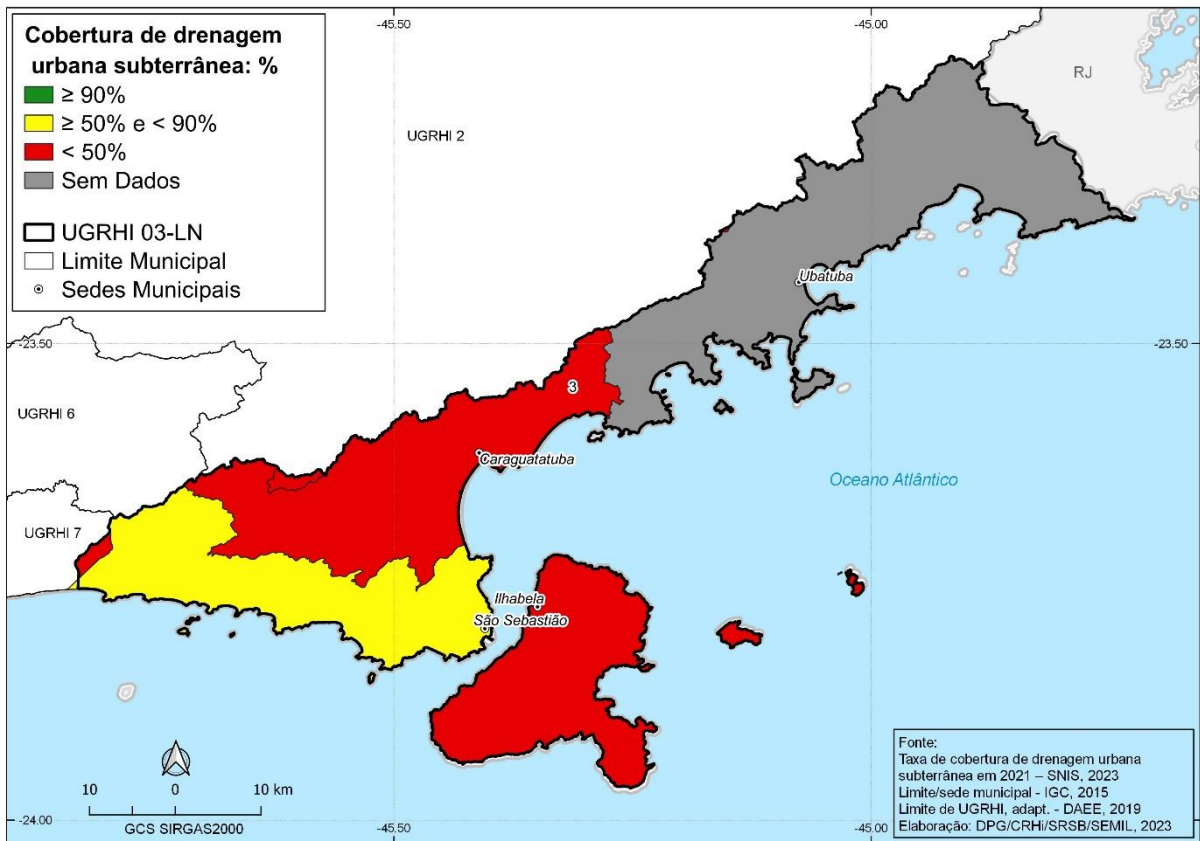 Cobertura de drenagem
urbana subterrânea: %
≥ 90%
≥ 50% e < 90%
< 50%
Sem Dados
UGRHI 03-LN
Limite Municipal
Sedes Municipais
-45.50
-45.00
RJ
UGRHI 2
Ubatuba
-23.50
-23.50
3
UGRHI 6
Caraguatatuba
Oceano Atlântico
UGRHI 7
Ilhabela
São Sebastião
10 0 10 km
GCS SIRGAS2000
-24.00
-45.50
-45.00
Fonte:
Taxa de cobertura de drenagem urbana
subterrânea em 2021 – SNIS, 2023
Limite/sede municipal - IGC, 2015
Limite de UGRHI, adapt. - DAEE, 2019
Elaboração: DPG/CRHi/SRSB/SEMIL, 2023